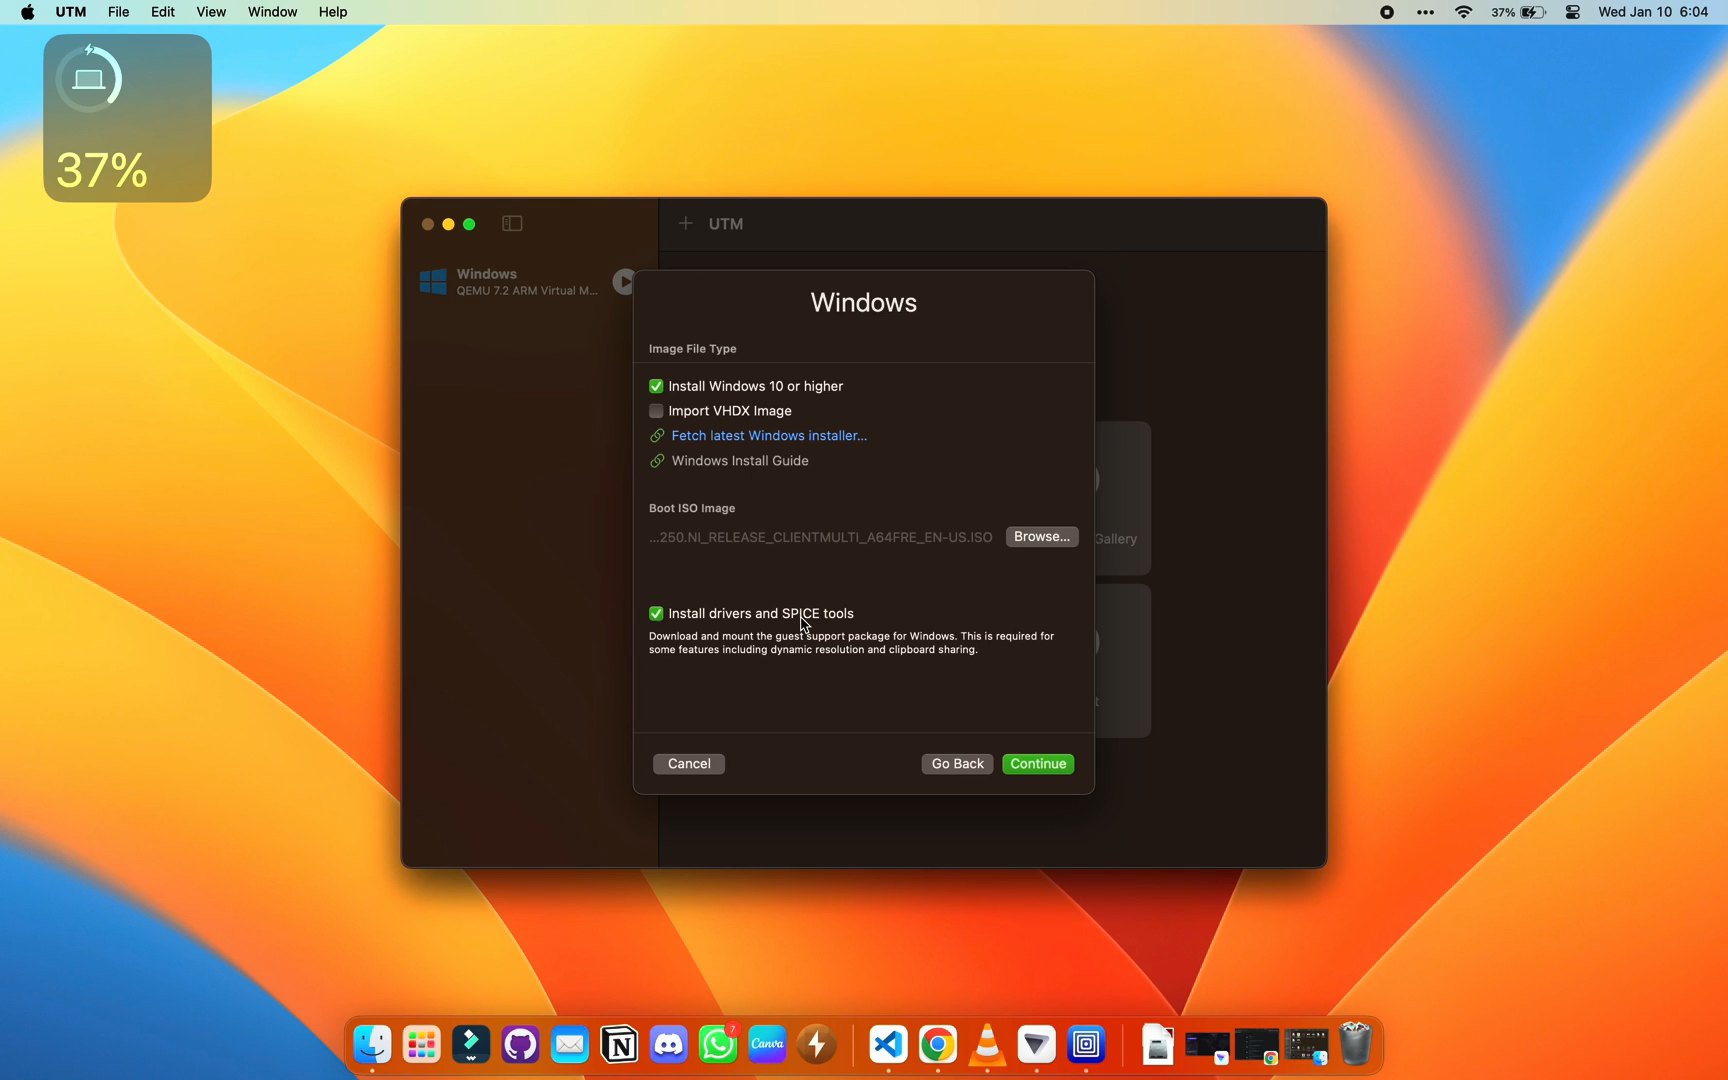 UTM File Edit View Window Help
37% Wed Jan 10 6:04
37%
UTM
Windows
QEMU 7.2 ARM Virtual M...
Windows
Image File Type
Install Windows 10 or higher
Import VHDX Image
Fetch latest Windows installer...
Windows Install Guide
Boot ISO Image
...250.NI_RELEASE_CLIENTMULTI_A64FRE_EN-US.ISO Browse...
Gallery
Install drivers and SPICE tools
Download and mount the guest support package for Windows. This is required for
some features including dynamic resolution and clipboard sharing.
Cancel Go Back Continue
7
Canva